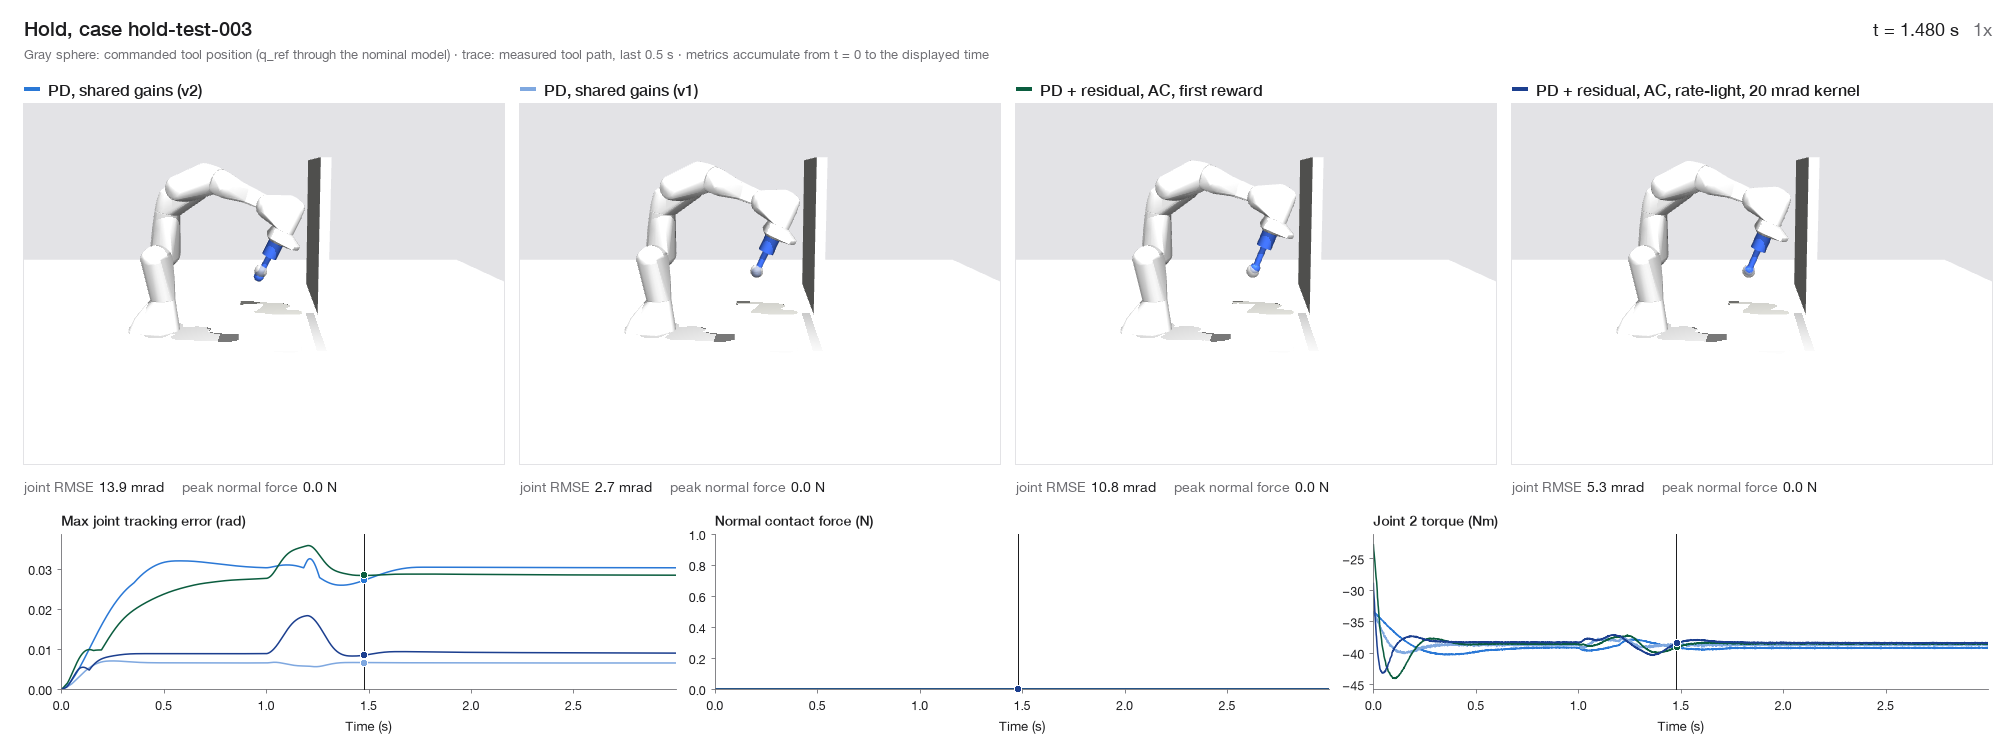 Hold, case hold-test-003
t = 1.480 s 1x
Gray sphere: commanded tool position (q_ref through the nominal model) · trace: measured tool path, last 0.5 s · metrics accumulate from t = 0 to the displayed time
PD, shared gains (v2)
PD, shared gains (v1)
PD + residual, AC, first reward
PD + residual, AC, rate-light, 20 mrad kernel
joint RMSE 13.9 mrad peak normal force 0.0 N
joint RMSE 2.7 mrad peak normal force 0.0 N
joint RMSE 10.8 mrad peak normal force 0.0 N
joint RMSE 5.3 mrad peak normal force 0.0 N
Max joint tracking error (rad)
0.03
0.02
0.01
0.00
0.0 0.5 1.0 1.5 2.0 2.5
Time (s)
Normal contact force (N)
1.0
0.8
0.6
0.4
0.2
0.0
0.0 0.5 1.0 1.5 2.0 2.5
Time (s)
Joint 2 torque (Nm)
−25
−30
−35
−40
−45
0.0 0.5 1.0 1.5 2.0 2.5
Time (s)